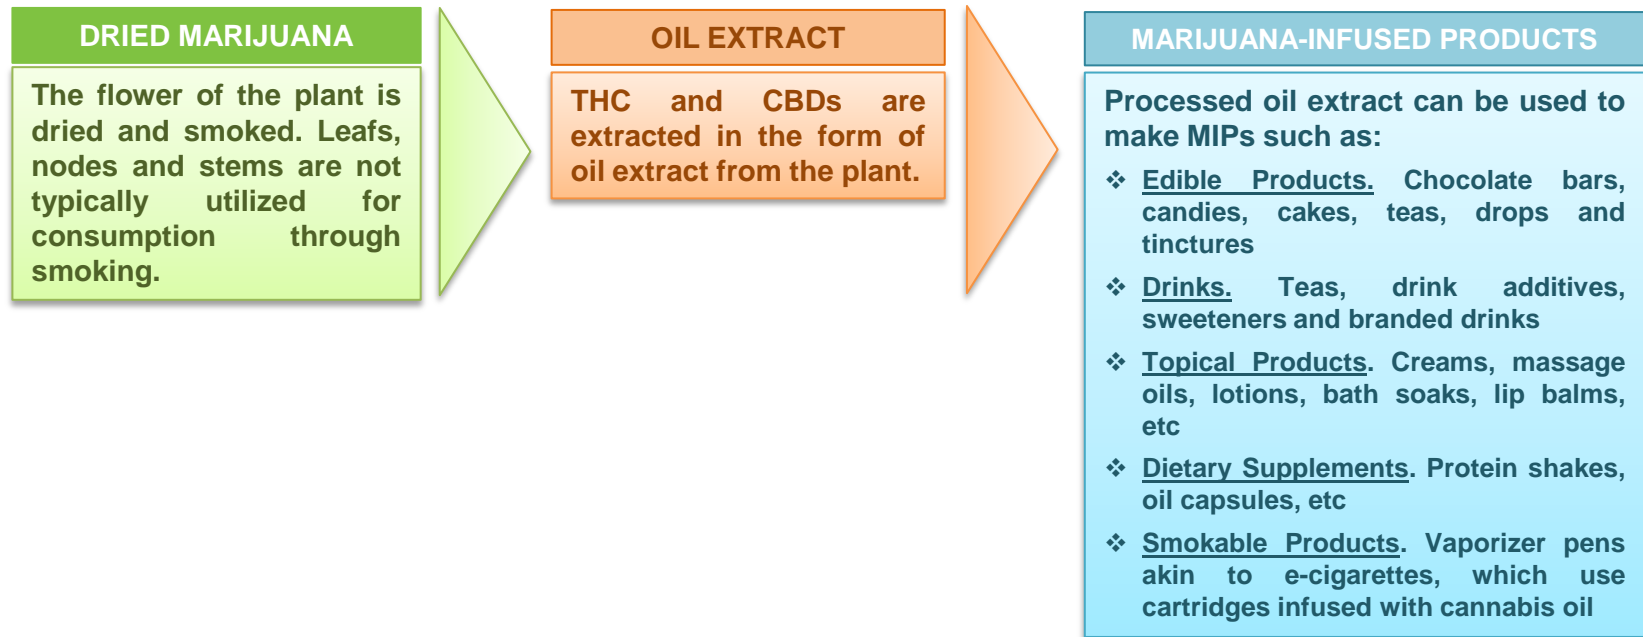 DRIED MARIJUANA
The flower of the plant is
dried and smoked. Leafs,
nodes and stems are not
typically utilized for
consumption through
smoking.
OIL EXTRACT
THC and CBDs are
extracted in the form of
oil extract from the plant.
MARIJUANA-INFUSED PRODUCTS
Processed oil extract can be used to
make MIPs such as:
❖ Edible Products. Chocolate bars,
candies, cakes, teas, drops and
tinctures
❖ Drinks. Teas, drink additives,
sweeteners and branded drinks
❖ Topical Products. Creams, massage
oils, lotions, bath soaks, lip balms,
etc
❖ Dietary Supplements. Protein shakes,
oil capsules, etc
❖ Smokable Products. Vaporizer pens
akin to e-cigarettes, which use
cartridges infused with cannabis oil